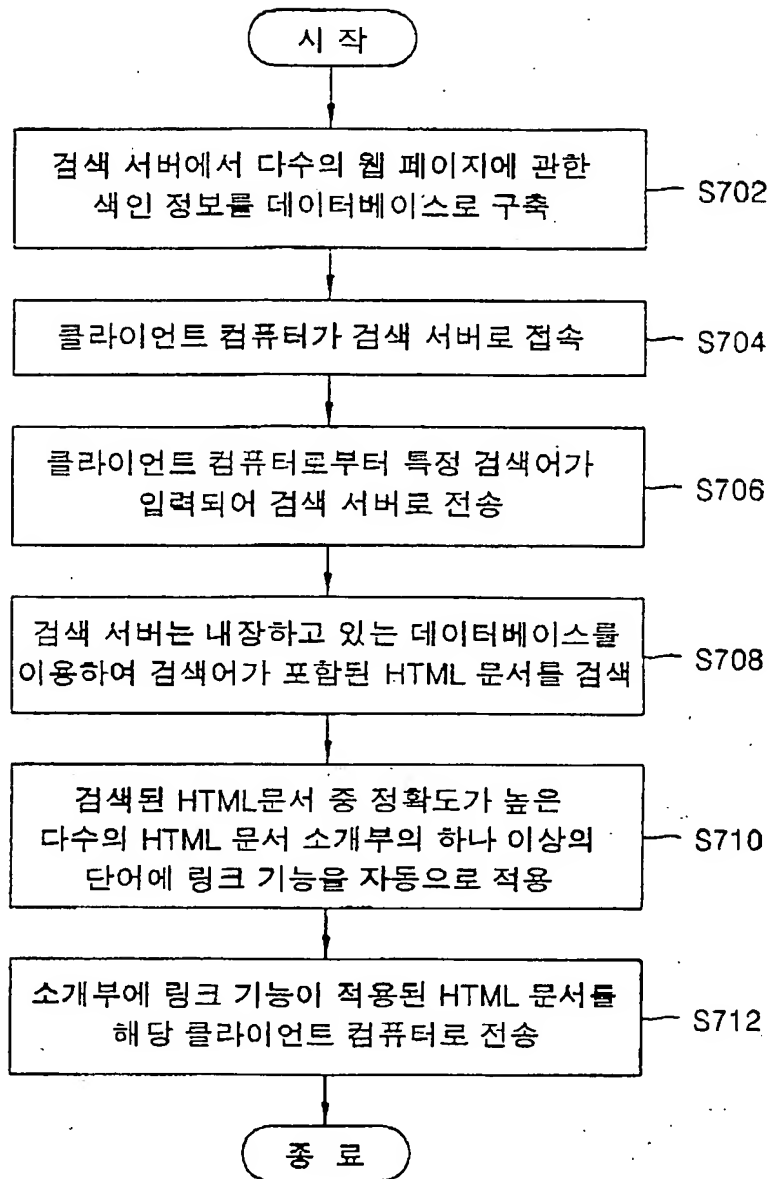 시 작
검색 서버에서 다수의 웹 페이지에 관한
색인 정보를 데이터베이스로 구축
S702
클라이언트 컴퓨터가 검색 서버로 접속
S704
클라이언트 컴퓨터로부터 특정 검색어가
입력되어 검색 서버로 전송
S706
검색 서버는 내장하고 있는 데이터베이스를
이용하여 검색어가 포함된 HTML 문서를 검색
S708
검색된 HTML문서 중 정확도가 높은
다수의 HTML 문서 소개부의 하나 이상의
단어에 링크 기능을 자동으로 적용
S710
소개부에 링크 기능이 적용된 HTML 문서를
해당 클라이언트 컴퓨터로 전송
S712
종 료